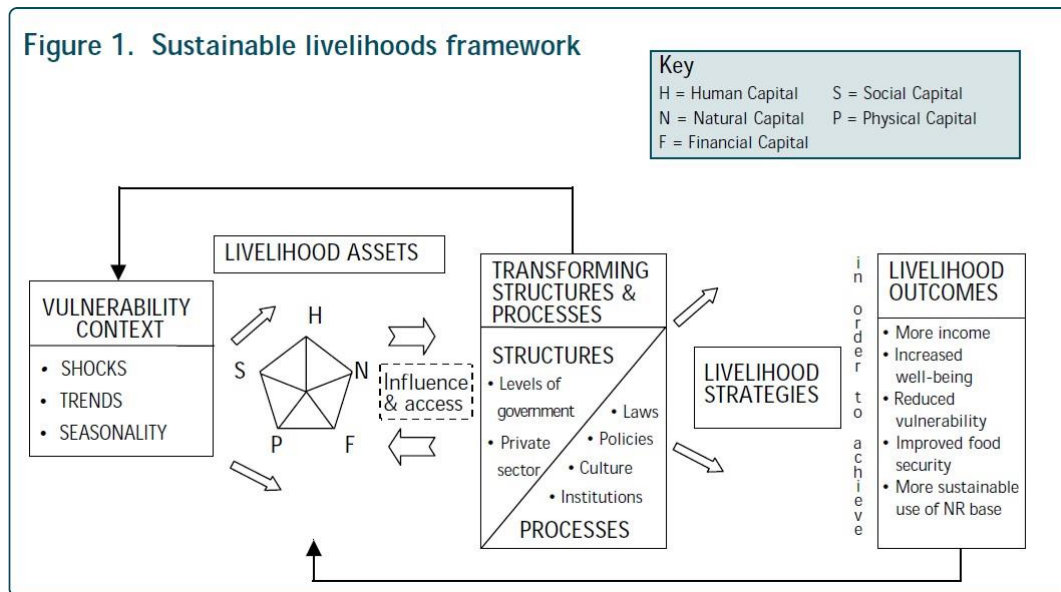 Figure 1. Sustainable livelihoods framework
Key
H = Human Capital
S = Social Capital
N = Natural Capital
P = Physical Capital
F = Financial Capital
LIVELIHOOD ASSETS
VULNERABILITY
CONTEXT
• SHOCKS
• TRENDS
• SEASONALITY
H
S
N
P
F
Influence
& access
TRANSFORMING
STRUCTURES &
PROCESSES
STRUCTURES
• Levels of
government
• Private
sector
• Laws
• Policies
• Culture
• Institutions
PROCESSES
LIVELIHOOD
STRATEGIES
in order to achieve
LIVELIHOOD
OUTCOMES
• More income
• Increased
well-being
• Reduced
vulnerability
• Improved food
security
• More sustainable
use of NR base